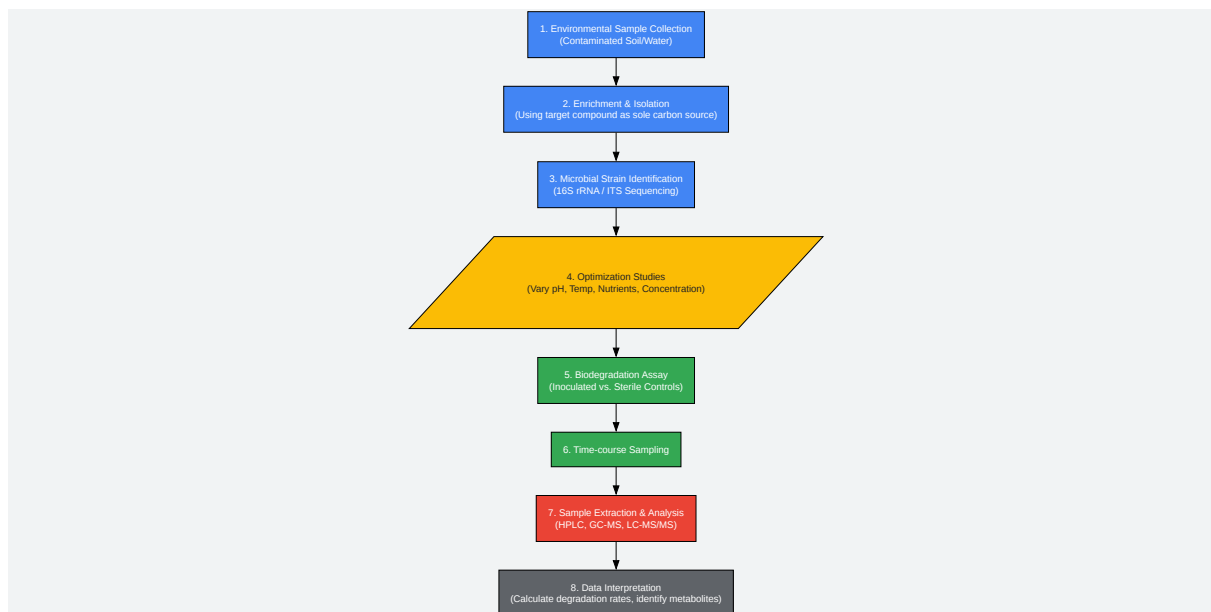 1. Environmental Sample Collection
(Contaminated Soil/Water)
2. Enrichment & Isolation
(Using target compound as sole carbon source)
3. Microbial Strain Identification
(16S rRNA / ITS Sequencing)
4. Optimization Studies
(Vary pH, Temp, Nutrients, Concentration)
5. Biodegradation Assay
(Inoculated vs. Sterile Controls)
6. Time-course Sampling
7. Sample Extraction & Analysis
(HPLC, GC-MS, LC-MS/MS)
8. Data Interpretation
(Calculate degradation rates, identify metabolites)